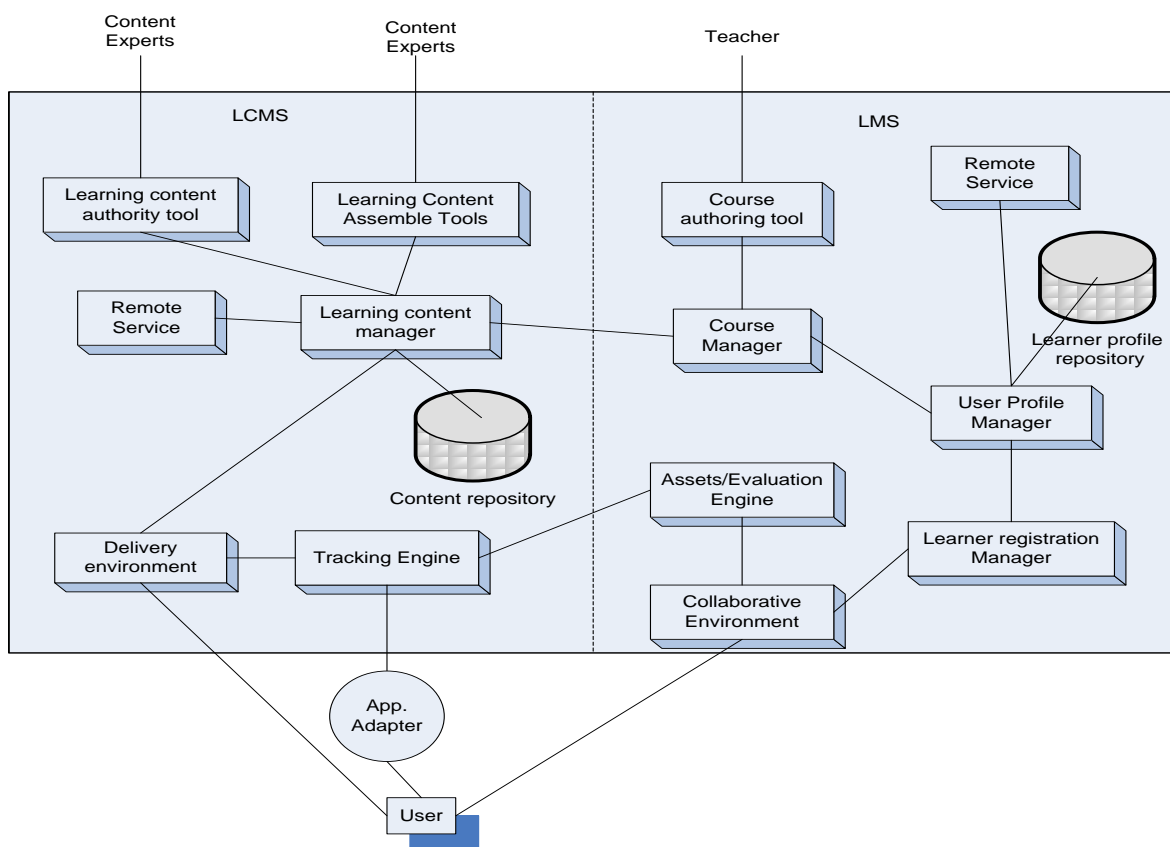 Content
Experts
Content
Experts
Teacher
LCMS
LMS
Learning content
authority tool
Learning Content
Assemble Tools
Course
authoring tool
Remote
Service
Remote
Service
Learning content
manager
Course
Manager
Learner profile
repository
User Profile
Manager
Content repository
Assets/Evaluation
Engine
Delivery
environment
Tracking Engine
Learner registration
Manager
Collaborative
Environment
App.
Adapter
User